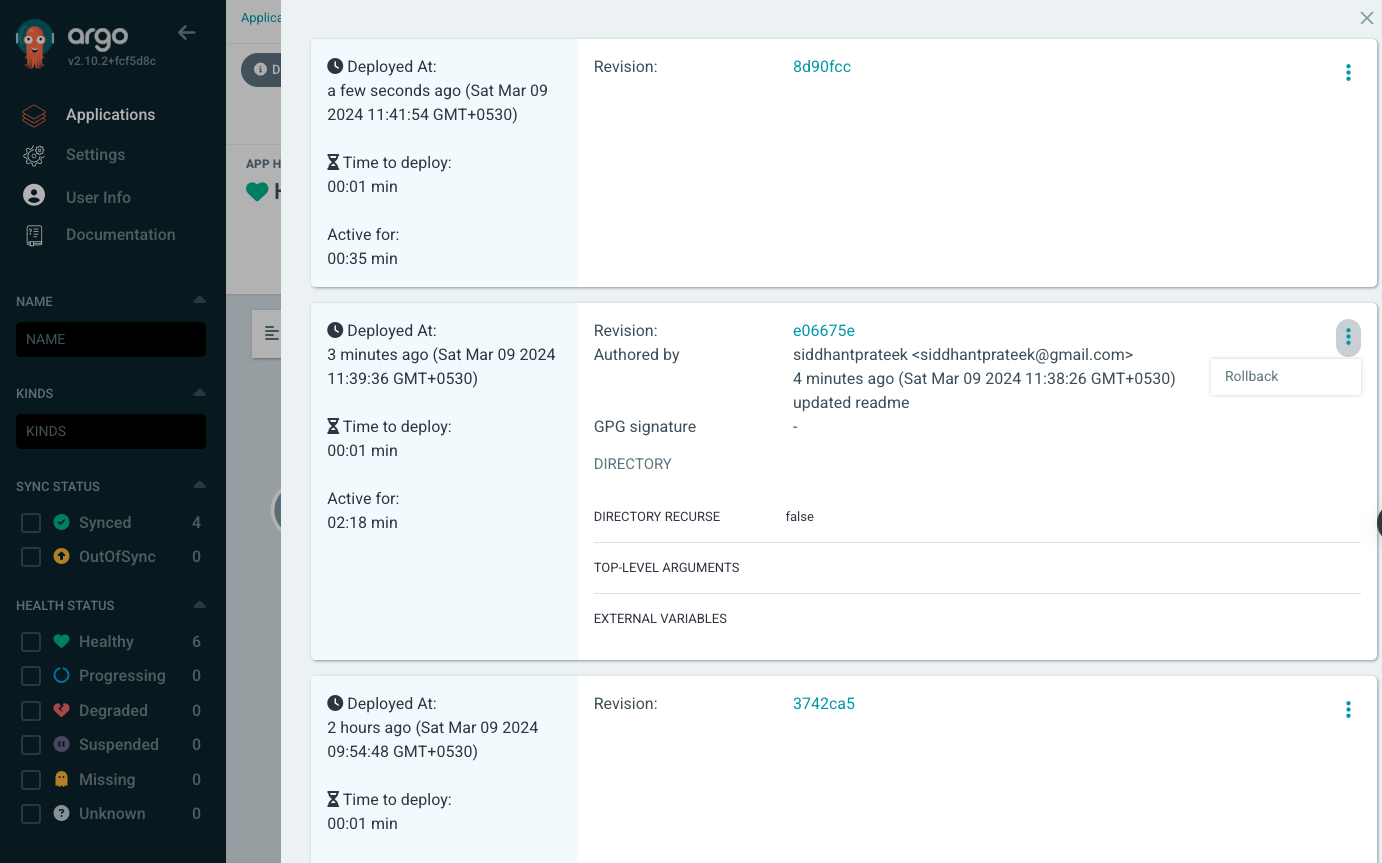 argo
v2.10.2+fcf5d8c
Applications
Settings
User Info
Documentation
NAME
NAME
KINDS
KINDS
SYNC STATUS
Synced 4
OutOfSync 0
HEALTH STATUS
Healthy 6
Progressing 0
Degraded 0
Suspended 0
Missing 0
Unknown 0
Applica
D
APP H
H
Deployed At:
a few seconds ago (Sat Mar 09
2024 11:41:54 GMT+0530)
Time to deploy:
00:01 min
Active for:
00:35 min
Revision: 8d90fcc
Deployed At:
3 minutes ago (Sat Mar 09 2024
11:39:36 GMT+0530)
Time to deploy:
00:01 min
Active for:
02:18 min
Revision: e06675e
Authored by siddhantprateek <siddhantprateek@gmail.com>
4 minutes ago (Sat Mar 09 2024 11:38:26 GMT+0530)
updated readme
GPG signature -
Rollback
DIRECTORY
DIRECTORY RECURSE false
TOP-LEVEL ARGUMENTS
EXTERNAL VARIABLES
Deployed At:
2 hours ago (Sat Mar 09 2024
09:54:48 GMT+0530)
Time to deploy:
00:01 min
Revision: 3742ca5